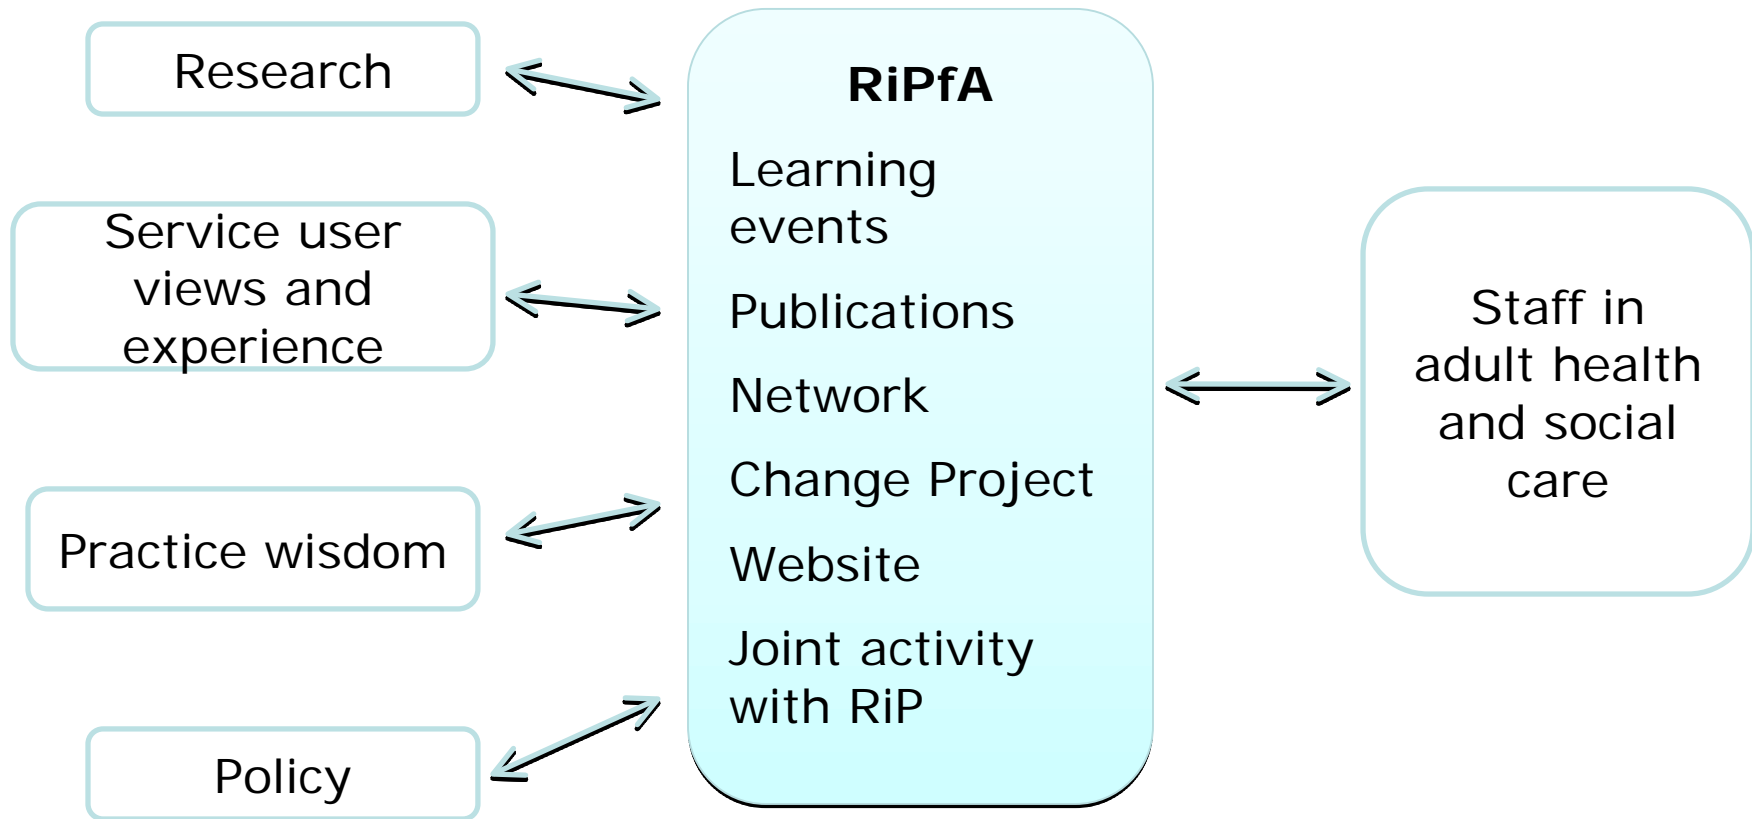 Research
Service user
views and
experience
Practice wisdom
Policy
RiPfA
Learning
events
Publications
Network
Change Project
Website
Joint activity
with RiP
Staff in
adult health
and social
care